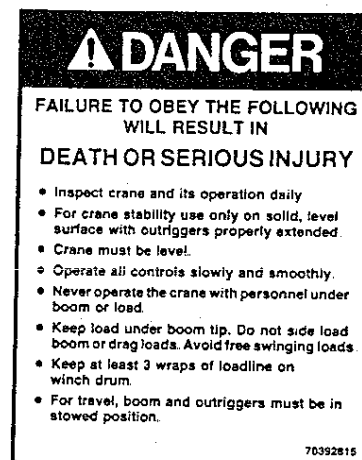 DANGER
FAILURE TO OBEY THE FOLLOWING
WILL RESULT IN
DEATH OR SERIOUS INJURY
• Inspect crane and its operation daily
• For crane stability use only on solid, level
surface with outriggers properly extended.
• Crane must be level.
• Operate all controls slowly and smoothly.
• Never operate the crane with personnel under
boom or load.
• Keep load under boom tip. Do not side load
boom or drag loads. Avoid free swinging loads.
• Keep at least 3 wraps of loadline on
winch drum.
• For travel, boom and outriggers must be in
stowed position.
70392815